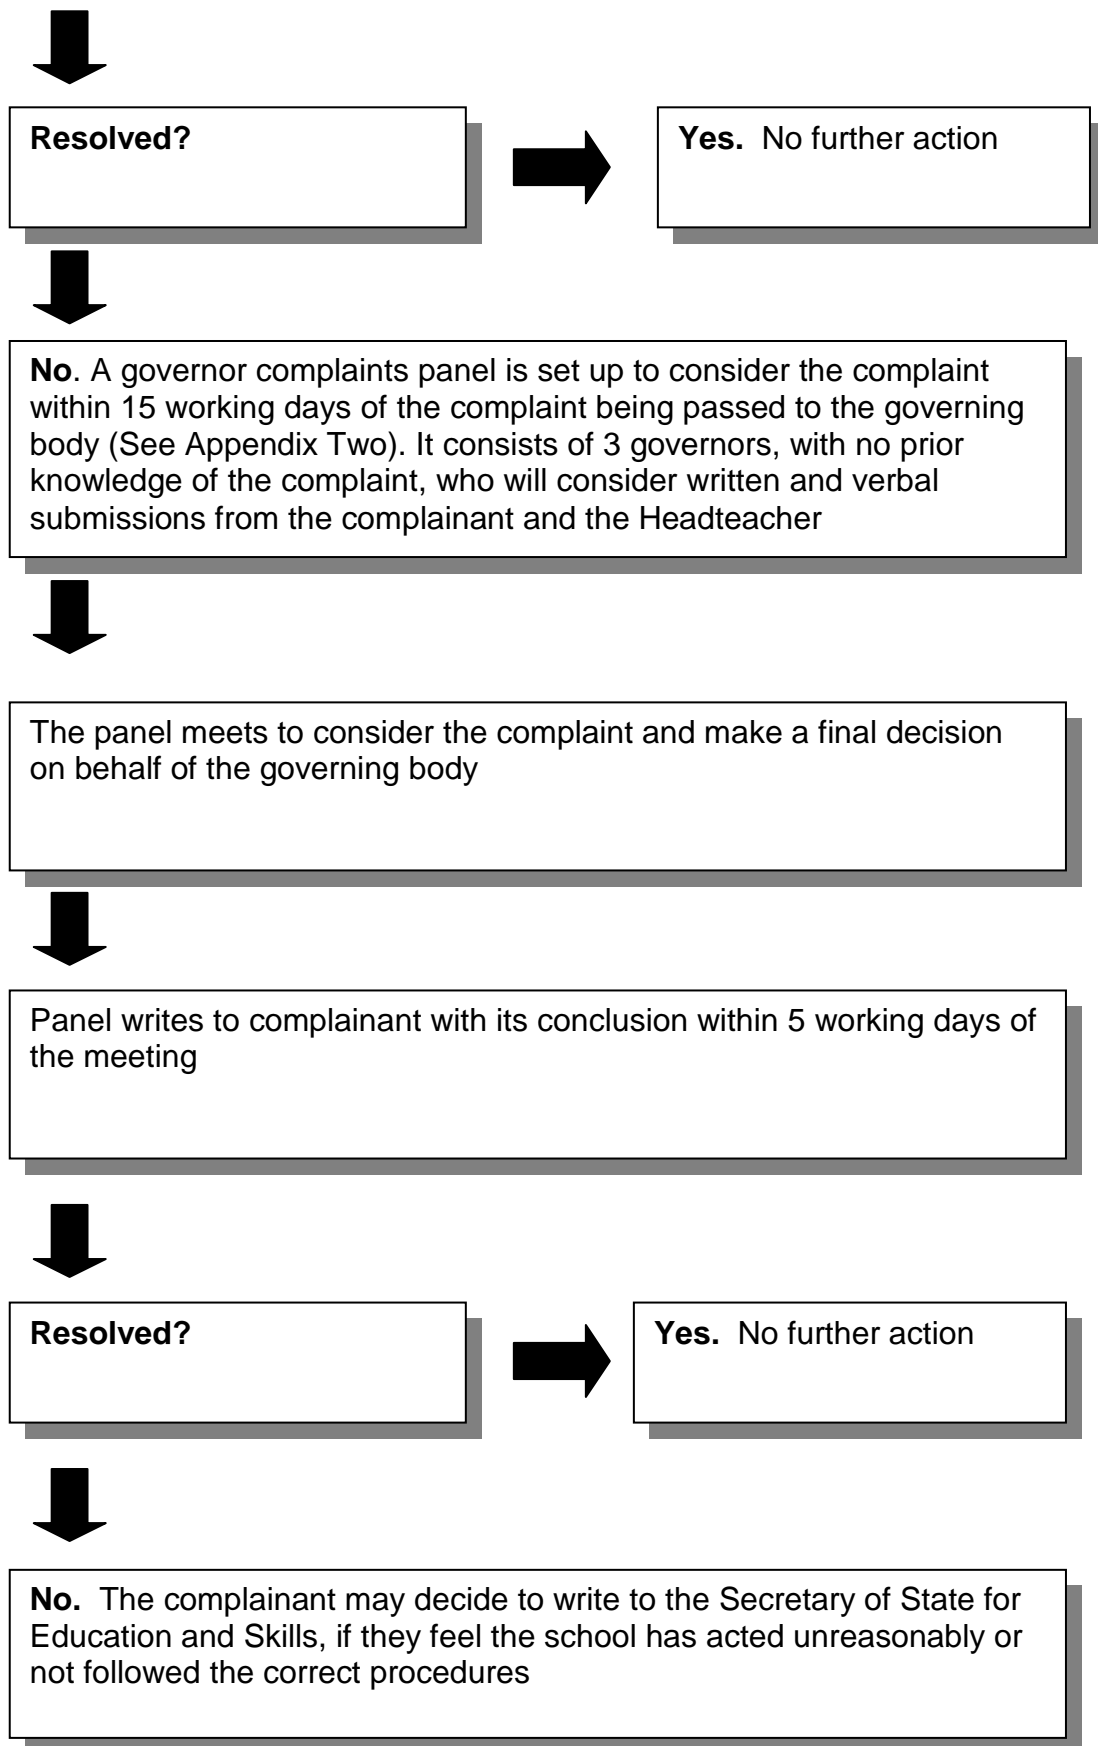 Resolved?
Yes. No further action
No. A governor complaints panel is set up to consider the complaint
within 15 working days of the complaint being passed to the governing
body (See Appendix Two). It consists of 3 governors, with no prior
knowledge of the complaint, who will consider written and verbal
submissions from the complainant and the Headteacher
The panel meets to consider the complaint and make a final decision
on behalf of the governing body
Panel writes to complainant with its conclusion within 5 working days of
the meeting
Resolved?
Yes. No further action
No. The complainant may decide to write to the Secretary of State for
Education and Skills, if they feel the school has acted unreasonably or
not followed the correct procedures